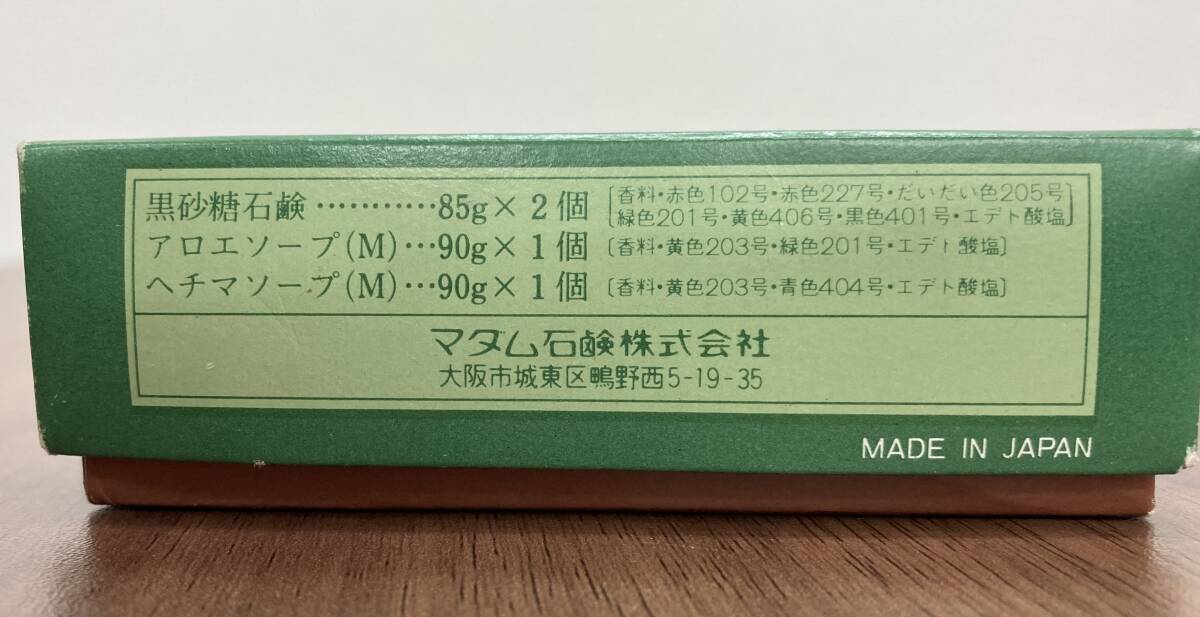 黒砂糖石鹸…………85g×2個〔香料・赤色102号・赤色227号・だいだい色205号
緑色201号・黄色406号・黒色401号・エデト酸塩〕
アロエソープ(M)…90g×1個〔香料・黄色203号・緑色201号・エデト酸塩〕
ヘチマソープ(M)…90g×1個〔香料・黄色203号・青色404号・エデト酸塩〕
マダム石鹸株式会社
大阪市城東区鴫野西5-19-35
MADE IN JAPAN